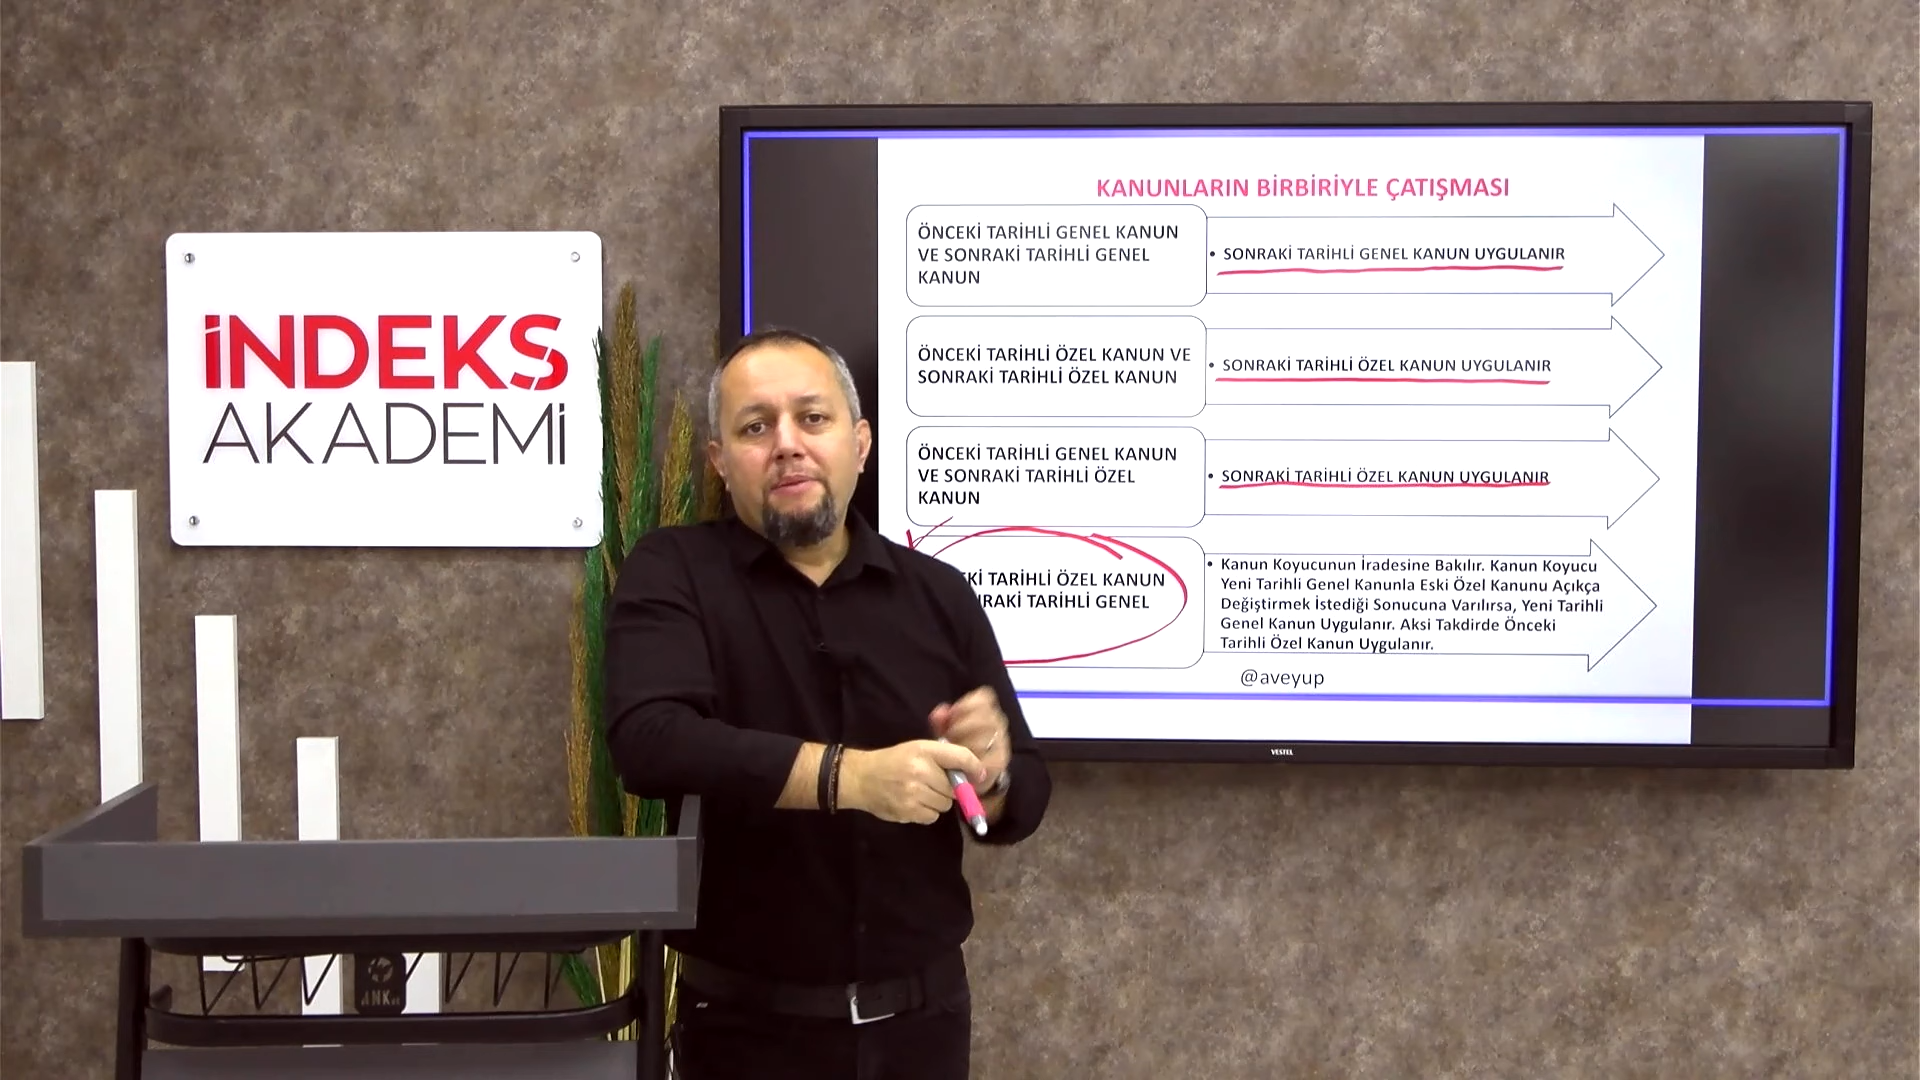 İNDEKS
AKADEMİ
KANUNLARIN BİRBİRİYLE ÇATIŞMASI
ÖNCEKİ TARİHLİ GENEL KANUN
VE SONRAKİ TARİHLİ GENEL
KANUN
• SONRAKİ TARİHLİ GENEL KANUN UYGULANIR
ÖNCEKİ TARİHLİ ÖZEL KANUN VE
SONRAKİ TARİHLİ ÖZEL KANUN
• SONRAKİ TARİHLİ ÖZEL KANUN UYGULANIR
ÖNCEKİ TARİHLİ GENEL KANUN
VE SONRAKİ TARİHLİ ÖZEL
KANUN
• SONRAKİ TARİHLİ ÖZEL KANUN UYGULANIR
TARİHLİ ÖZEL KANUN
TARİHLİ GENEL
• Kanun Koyucunun İradesine Bakılır. Kanun Koyucu
Yeni Tarihli Genel Kanunla Eski Özel Kanunu Açıkça
Değiştirmek İstediği Sonucuna Varılırsa, Yeni Tarihli
Genel Kanun Uygulanır. Aksi Takdirde Önceki
Tarihli Özel Kanun Uygulanır.
@aveyup
VESTEL
ANKA